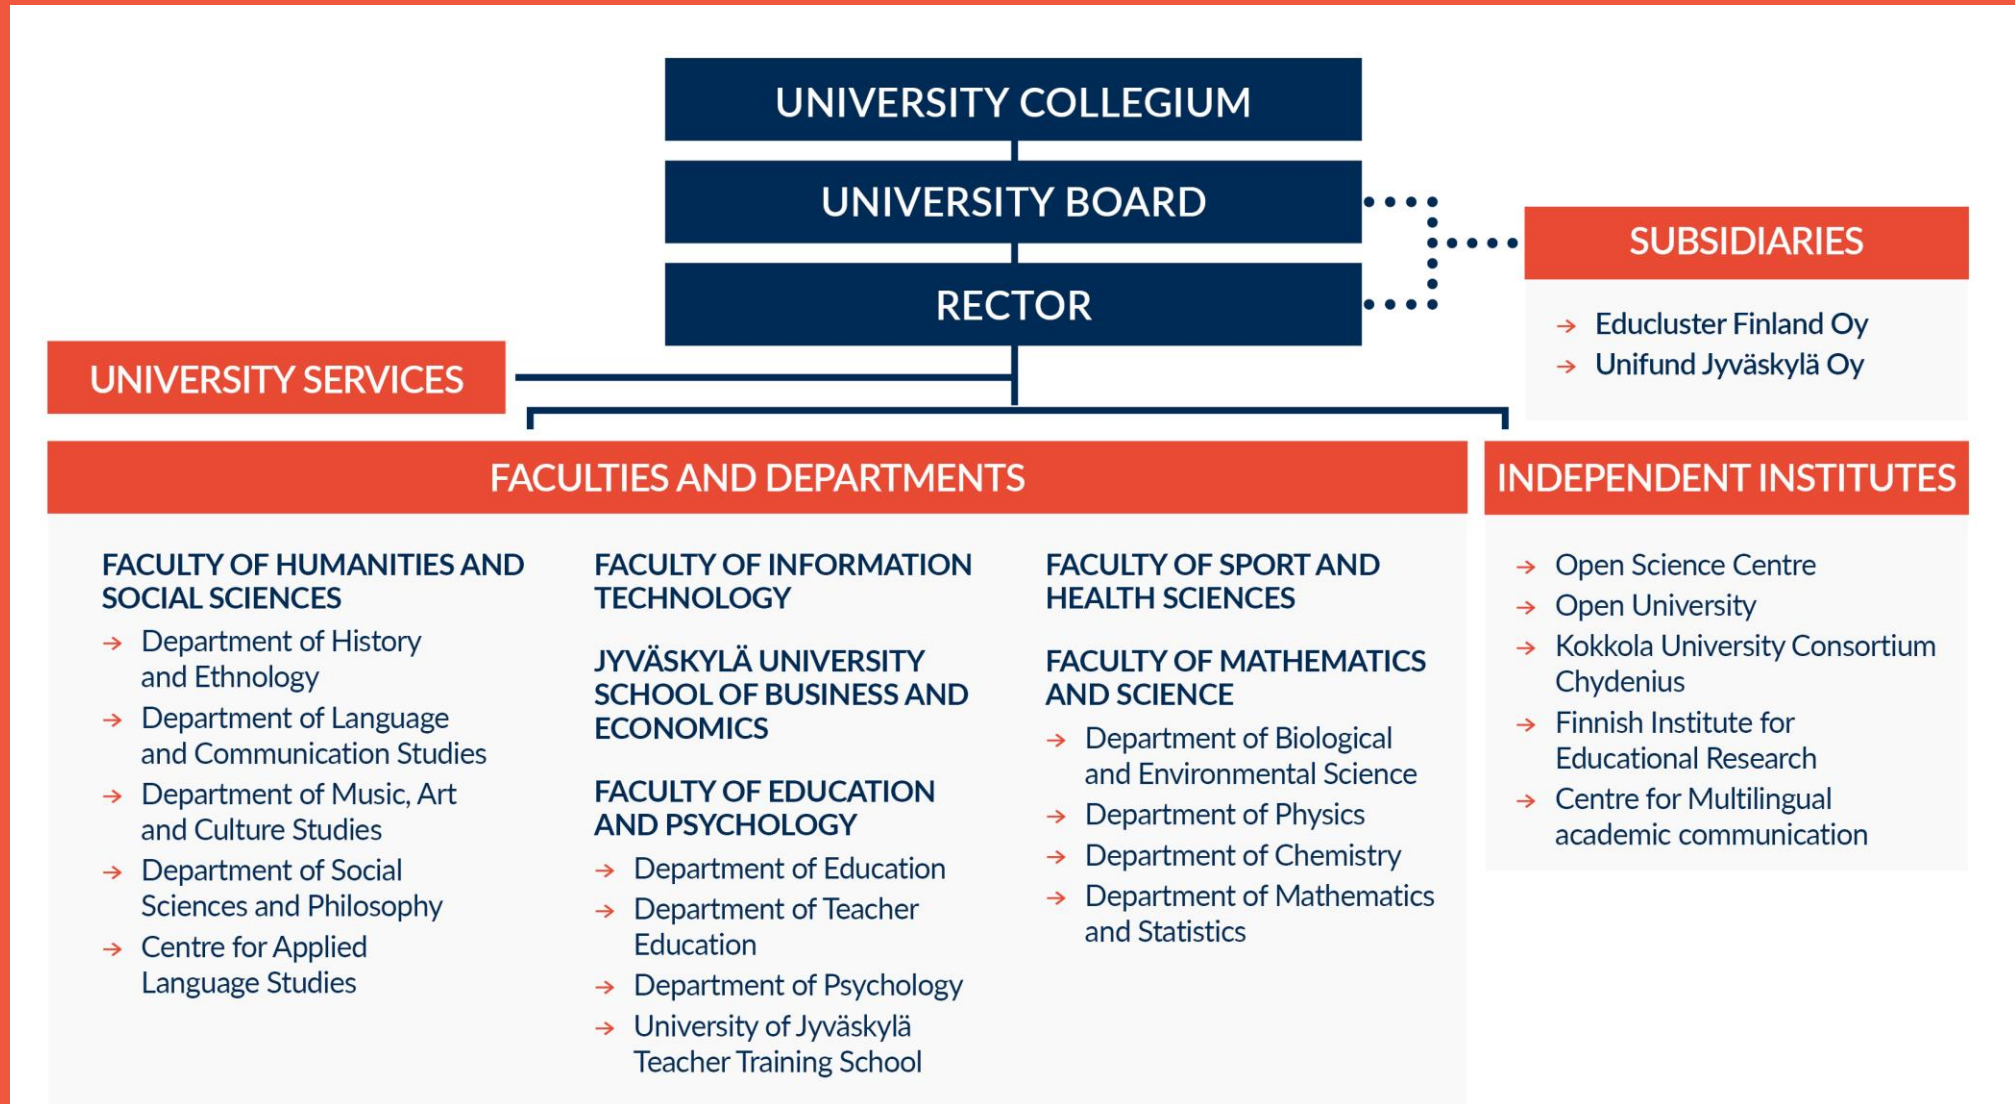 UNIVERSITY COLLEGIUM
UNIVERSITY BOARD
RECTOR
SUBSIDIARIES
→ Educluster Finland Oy
→ Unifund Jyväskylä Oy
UNIVERSITY SERVICES
FACULTIES AND DEPARTMENTS
FACULTY OF HUMANITIES AND
SOCIAL SCIENCES
→ Department of History
and Ethnology
→ Department of Language
and Communication Studies
→ Department of Music, Art
and Culture Studies
→ Department of Social
Sciences and Philosophy
→ Centre for Applied
Language Studies
FACULTY OF INFORMATION
TECHNOLOGY
JYVÄSKYLÄ UNIVERSITY
SCHOOL OF BUSINESS AND
ECONOMICS
FACULTY OF EDUCATION
AND PSYCHOLOGY
→ Department of Education
→ Department of Teacher
Education
→ Department of Psychology
→ University of Jyväskylä
Teacher Training School
FACULTY OF SPORT AND
HEALTH SCIENCES
FACULTY OF MATHEMATICS
AND SCIENCE
→ Department of Biological
and Environmental Science
→ Department of Physics
→ Department of Chemistry
→ Department of Mathematics
and Statistics
INDEPENDENT INSTITUTES
→ Open Science Centre
→ Open University
→ Kokkola University Consortium
Chydenius
→ Finnish Institute for
Educational Research
→ Centre for Multilingual
academic communication